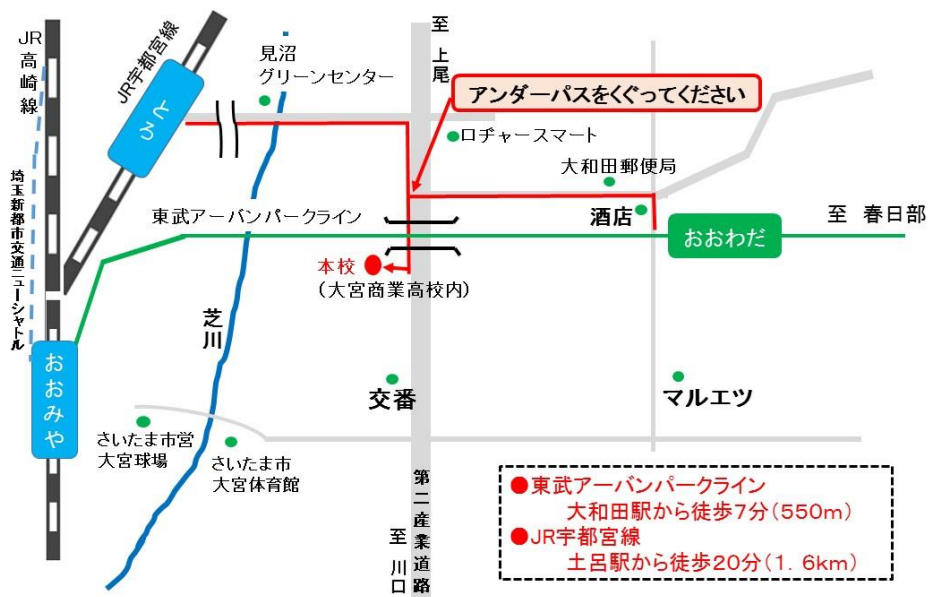 JR高崎線
JR宇都宮線
とろ
見沼
グリーンセンター
至 上尾
アンダーパスをくぐってください
ロヂャースマート
大和田郵便局
埼玉新都市交通ニューシャトル
東武アーバンパークライン
酒店
おおわだ
至 春日部
本校
(大宮商業高校内)
芝川
おおみや
交番
マルエツ
さいたま市営
大宮球場
さいたま市
大宮体育館
第二産業道路
至 川口
●東武アーバンパークライン
大和田駅から徒歩7分(550m)
●JR宇都宮線
土呂駅から徒歩20分(1.6km)